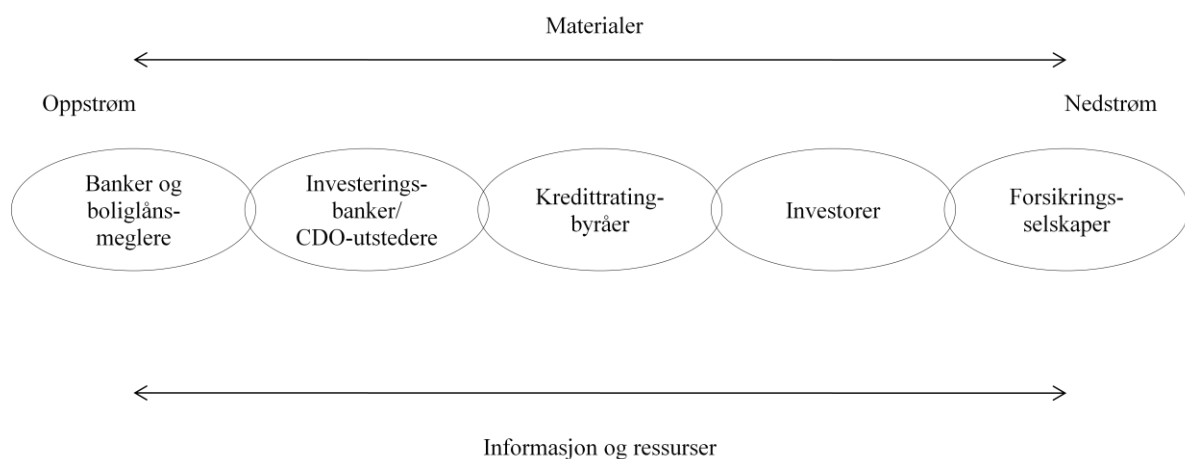 Materialer
Oppstrøm
Nedstrøm
Banker og
boliglåns-
meglere
Investerings-
banker/
CDO-utstedere
Kredittrating-
byråer
Investorer
Forsikrings-
selskaper
Informasjon og ressurser